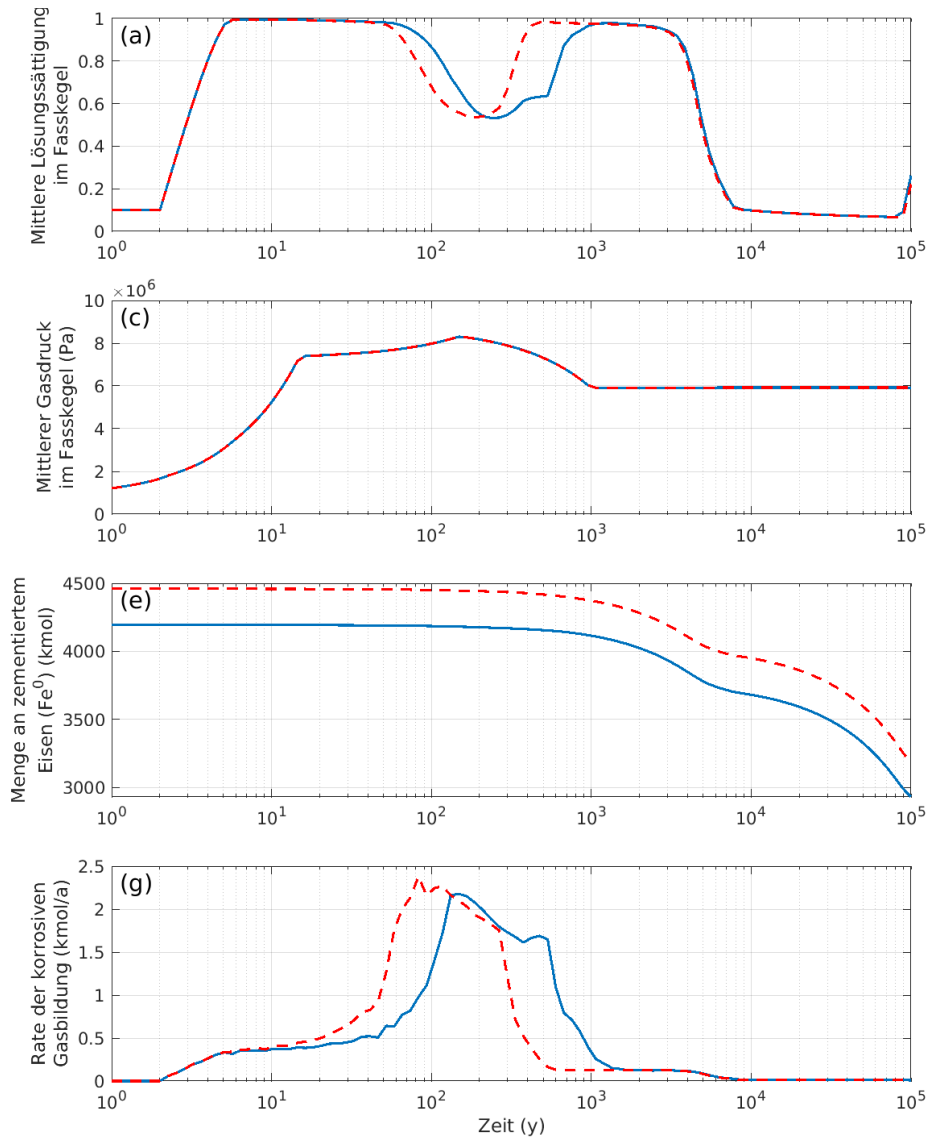 (a)
Mittlere Lösungssättigung
im Fasskegel
1
0.8
0.6
0.4
0.2
0
10^0 10^1 10^2 10^3 10^4 10^5
×10^6
(c)
Mittlerer Gasdruck
im Fasskegel (Pa)
10
8
6
4
2
0
10^0 10^1 10^2 10^3 10^4 10^5
(e)
Menge an zementiertem
Eisen (Fe^0) (kmol)
4500
4000
3500
3000
10^0 10^1 10^2 10^3 10^4 10^5
(g)
Rate der korrosiven
Gasbildung (kmol/a)
2.5
2
1.5
1
0.5
0
10^0 10^1 10^2 10^3 10^4 10^5
Zeit (y)